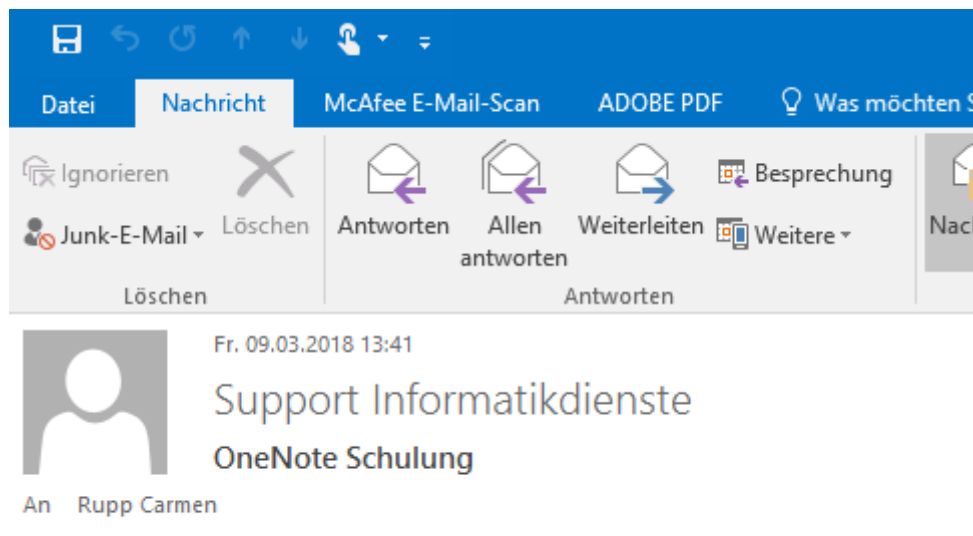 Datei Nachricht McAfee E-Mail-Scan ADOBE PDF Was möchten S
Ignorieren
Junk-E-Mail
Löschen
Antworten
Allen antworten
Weiterleiten
Besprechung
Weitere
Nach
Löschen
Antworten
Fr. 09.03.2018 13:41
Support Informatikdienste
OneNote Schulung
An Rupp Carmen